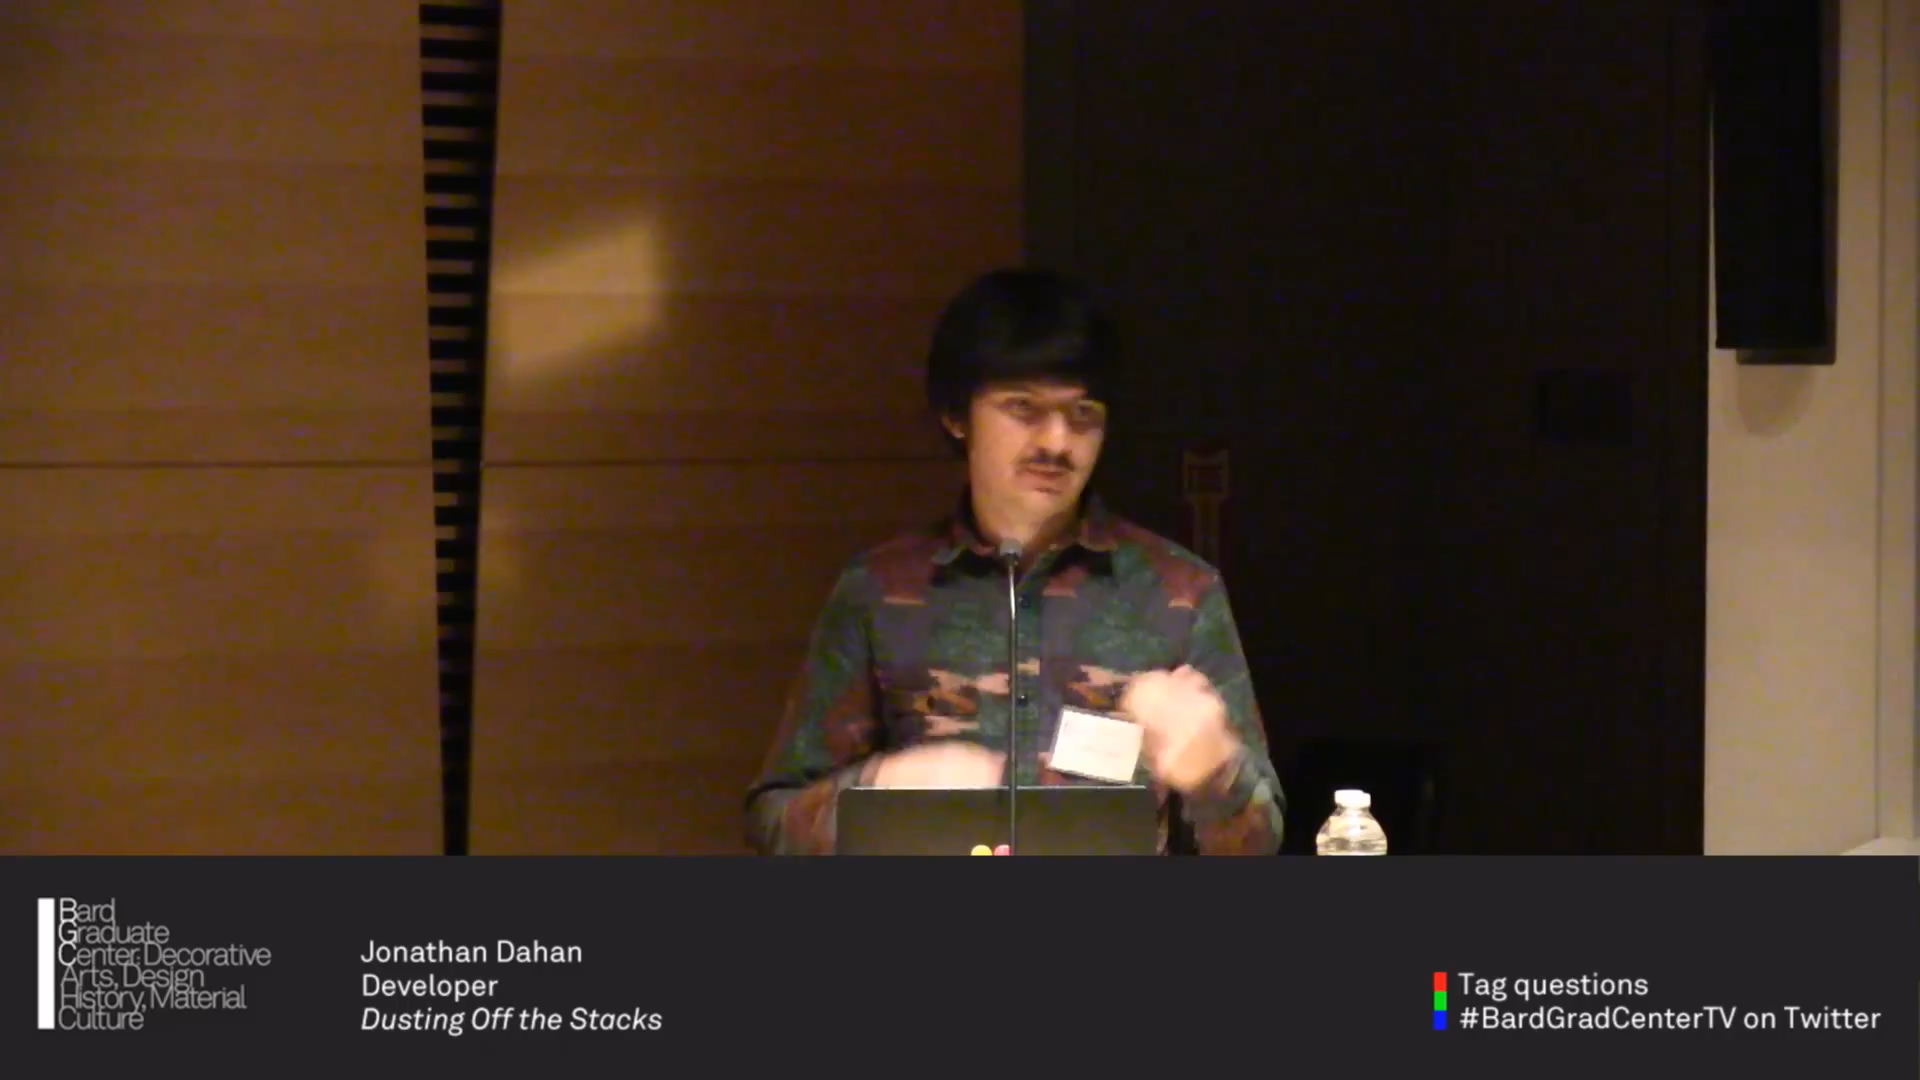 Bard
Graduate
Center: Decorative
Arts, Design
History, Material
Culture
Jonathan Dahan
Developer
Dusting Off the Stacks
Tag questions
#BardGradCenterTV on Twitter